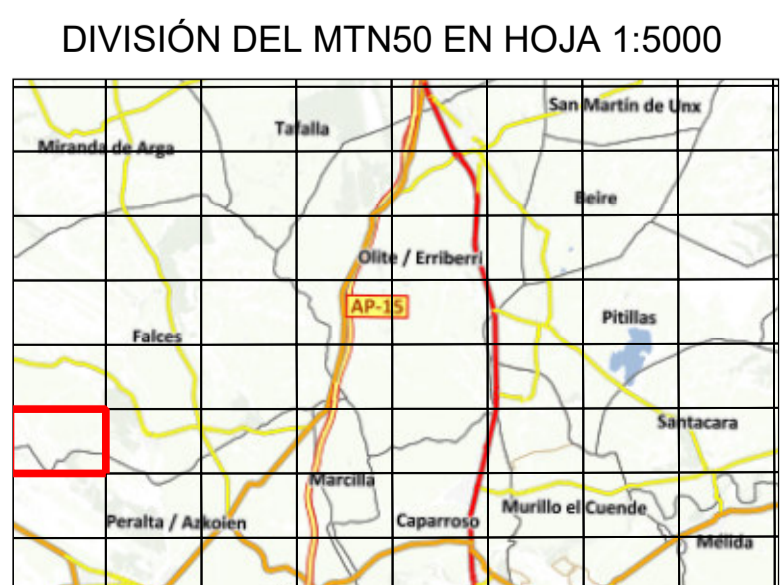 DIVISIÓN DEL MTN50 EN HOJA 1:5000
San Martín de Unx
Tafalla
Miranda de Arga
Beire
Olite / Erriberri
AP-15
Pitillas
Falces
Santacara
Marcilla
Murillo el Cuende
Peralta / Azkoien
Caparroso
Mélida